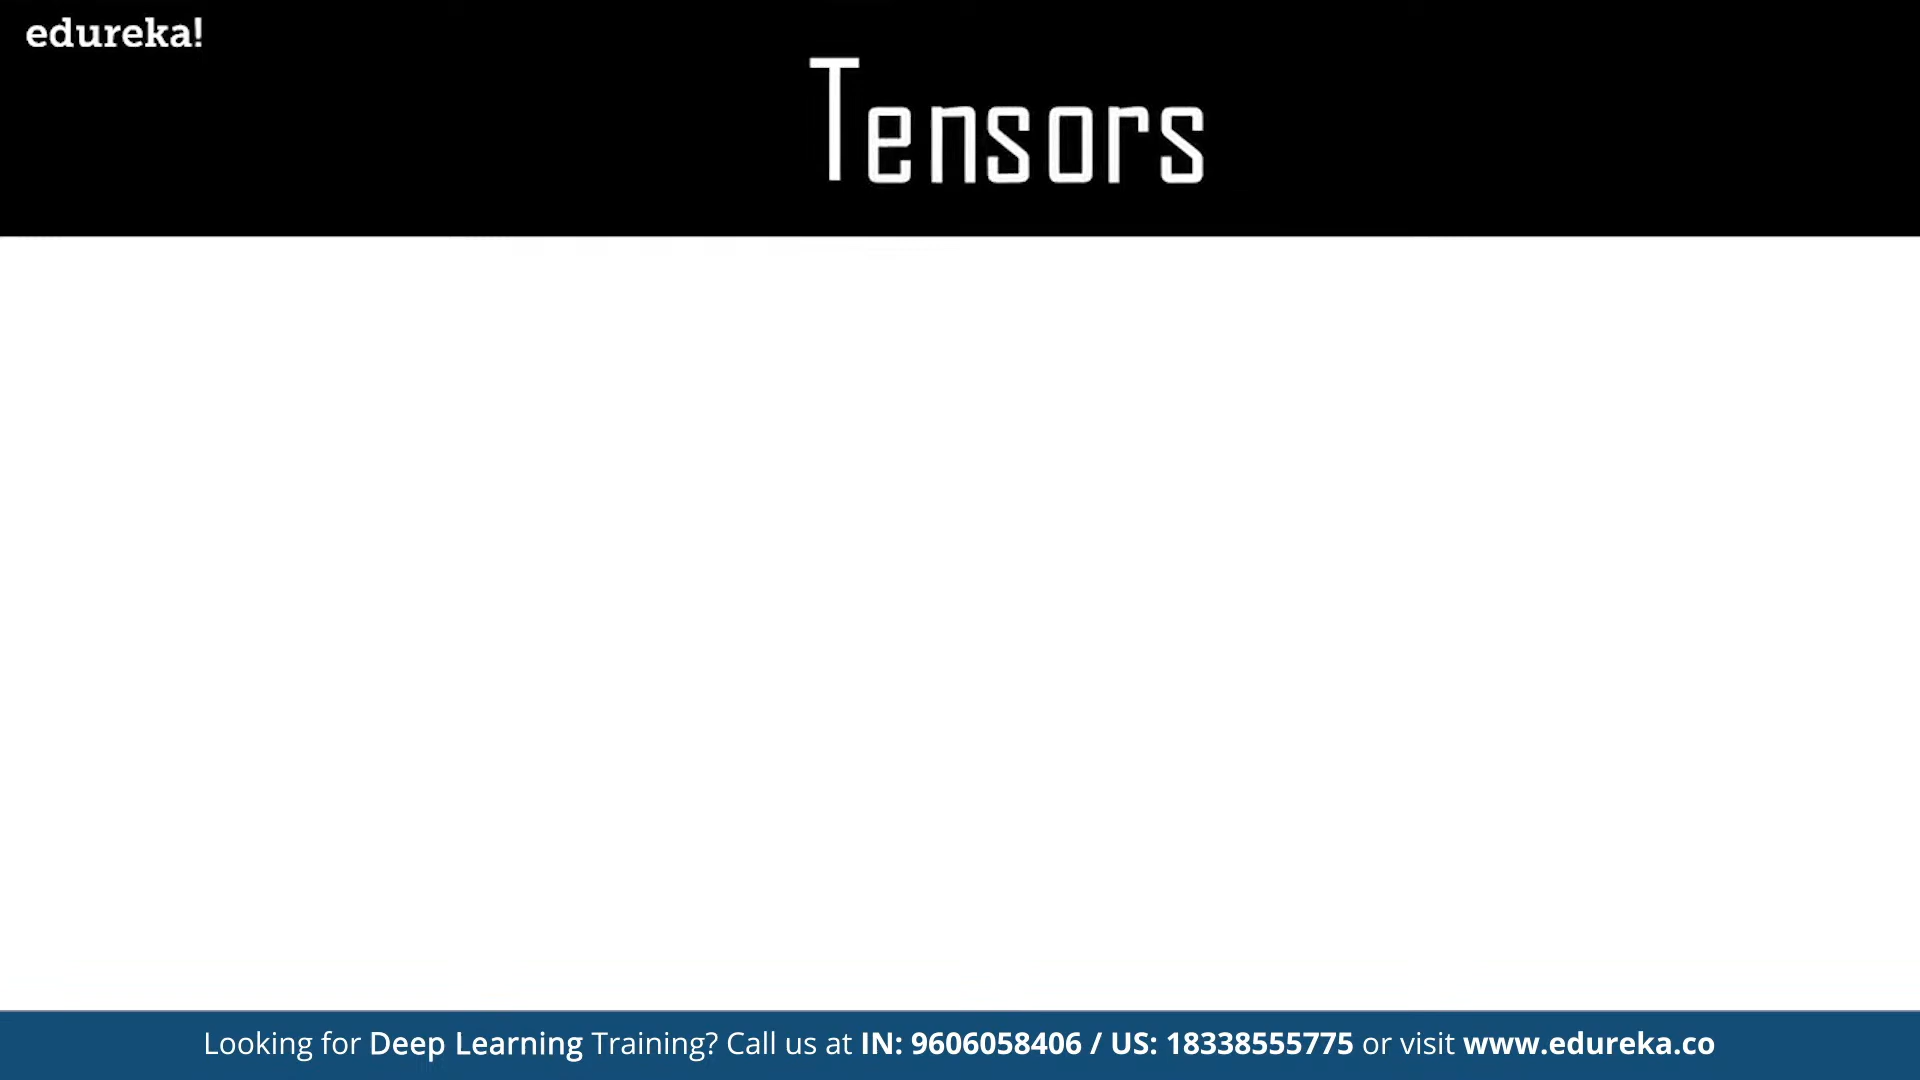 edureka!
Tensors
Looking for Deep Learning Training? Call us at IN: 9606058406 / US: 18338555775 or visit www.edureka.co